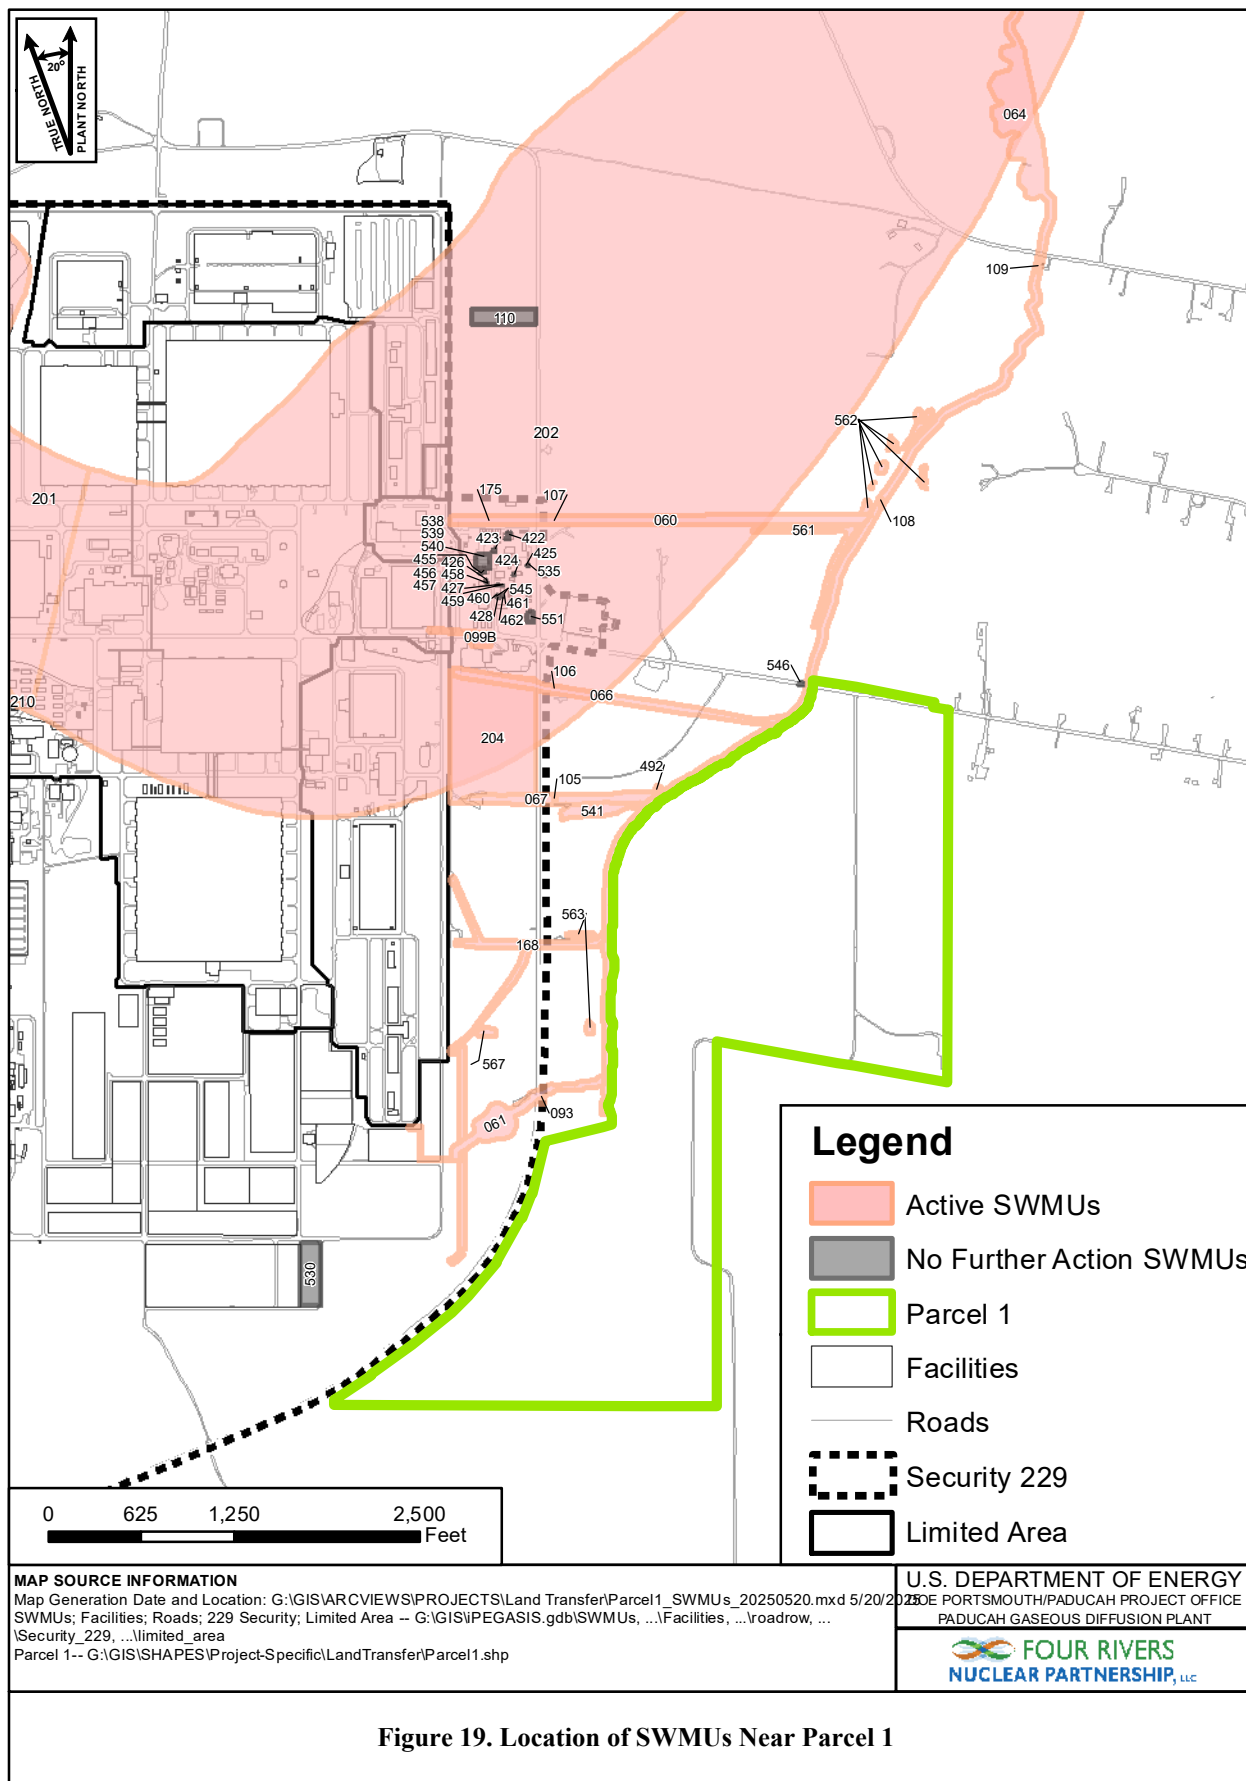 20°
TRUE NORTH
PLANT NORTH
064
109
110
562
202
201
175
107
538
060
108
539
423
422
561
540
425
455
426
424
456
458
535
457
427
545
459
460
461
428
462
551
099B
546
106
066
210
204
492
105
067
541
563
168
567
093
061
530
Legend
Active SWMUs
No Further Action SWMUs
Parcel 1
Facilities
Roads
Security 229
Limited Area
0 625 1,250 2,500
Feet
MAP SOURCE INFORMATION
Map Generation Date and Location: G:\GIS\ARCVIEWS\PROJECTS\Land Transfer\Parcel1_SWMUs_20250520.mxd 5/20/2025
SWMUs; Facilities; Roads; 229 Security; Limited Area -- G:\GIS\iPEGASIS.gdb\SWMUs, ...\Facilities, ...\roadrow, ...
\Security_229, ...\limited_area
Parcel 1-- G:\GIS\SHAPES\Project-Specific\LandTransfer\Parcel1.shp
U.S. DEPARTMENT OF ENERGY
DOE PORTSMOUTH/PADUCAH PROJECT OFFICE
PADUCAH GASEOUS DIFFUSION PLANT
FOUR RIVERS
NUCLEAR PARTNERSHIP, LLC
Figure 19. Location of SWMUs Near Parcel 1